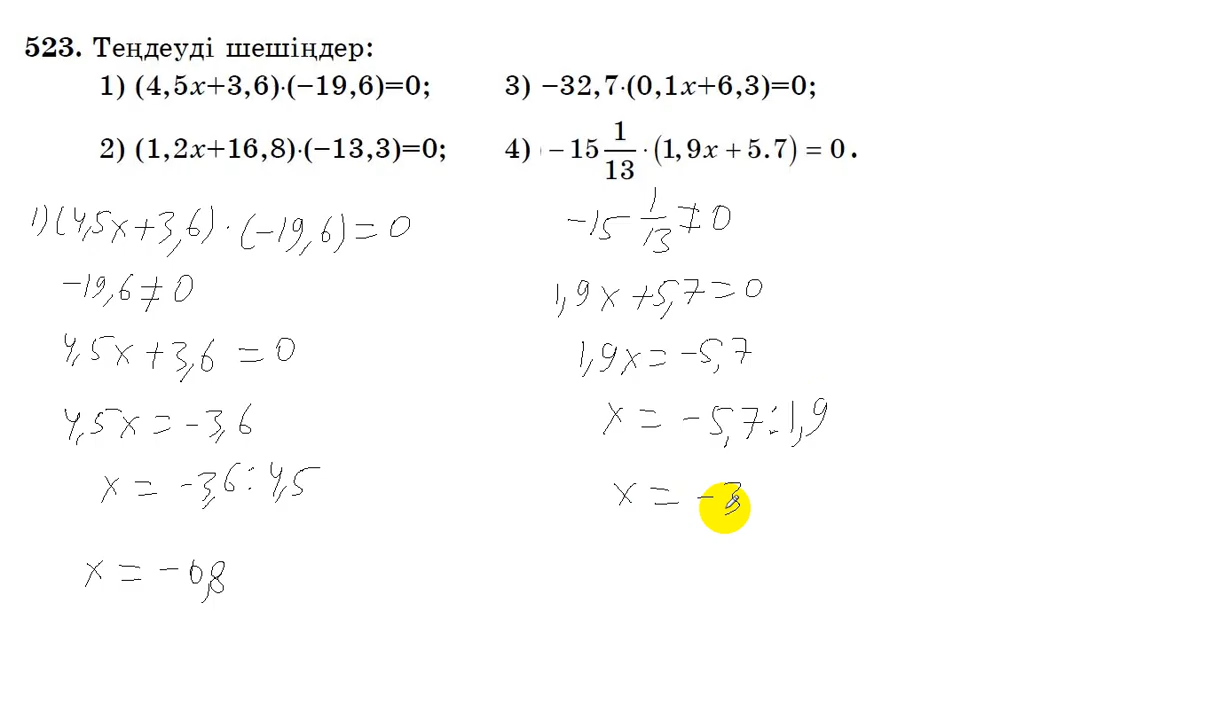 523. Теңдеуді шешіңдер:
1) (4,5x+3,6)·(−19,6)=0;
3) −32,7·(0,1x+6,3)=0;
2) (1,2x+16,8)·(−13,3)=0;
4) −15 1/13 · (1,9x+5.7) = 0.
1)(4,5x+3,6)·(−19,6)=0
−19,6≠0
4,5x+3,6=0
4,5x=−3,6
x=−3,6:4,5
x=−0,8
−15 1/13 ≠0
1,9x+5,7=0
1,9x=−5,7
x=−5,7:1,9
x=−3